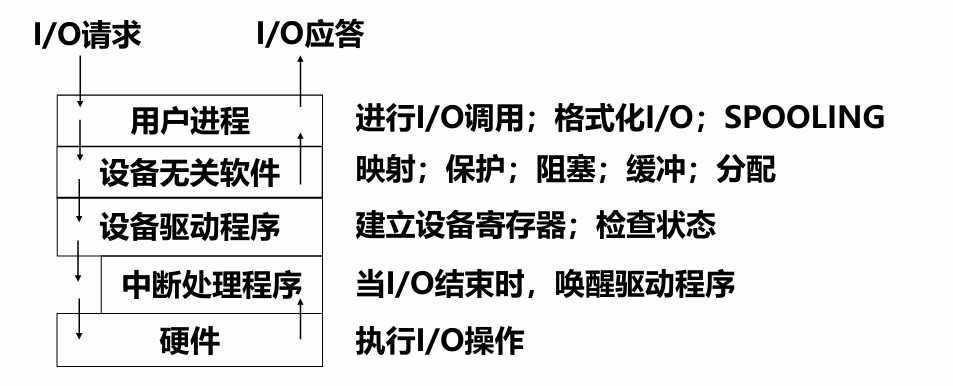 I/O请求 I/O应答
用户进程 进行I/O调用；格式化I/O；SPOOLING
设备无关软件 映射；保护；阻塞；缓冲；分配
设备驱动程序 建立设备寄存器；检查状态
中断处理程序 当I/O结束时，唤醒驱动程序
硬件 执行I/O操作